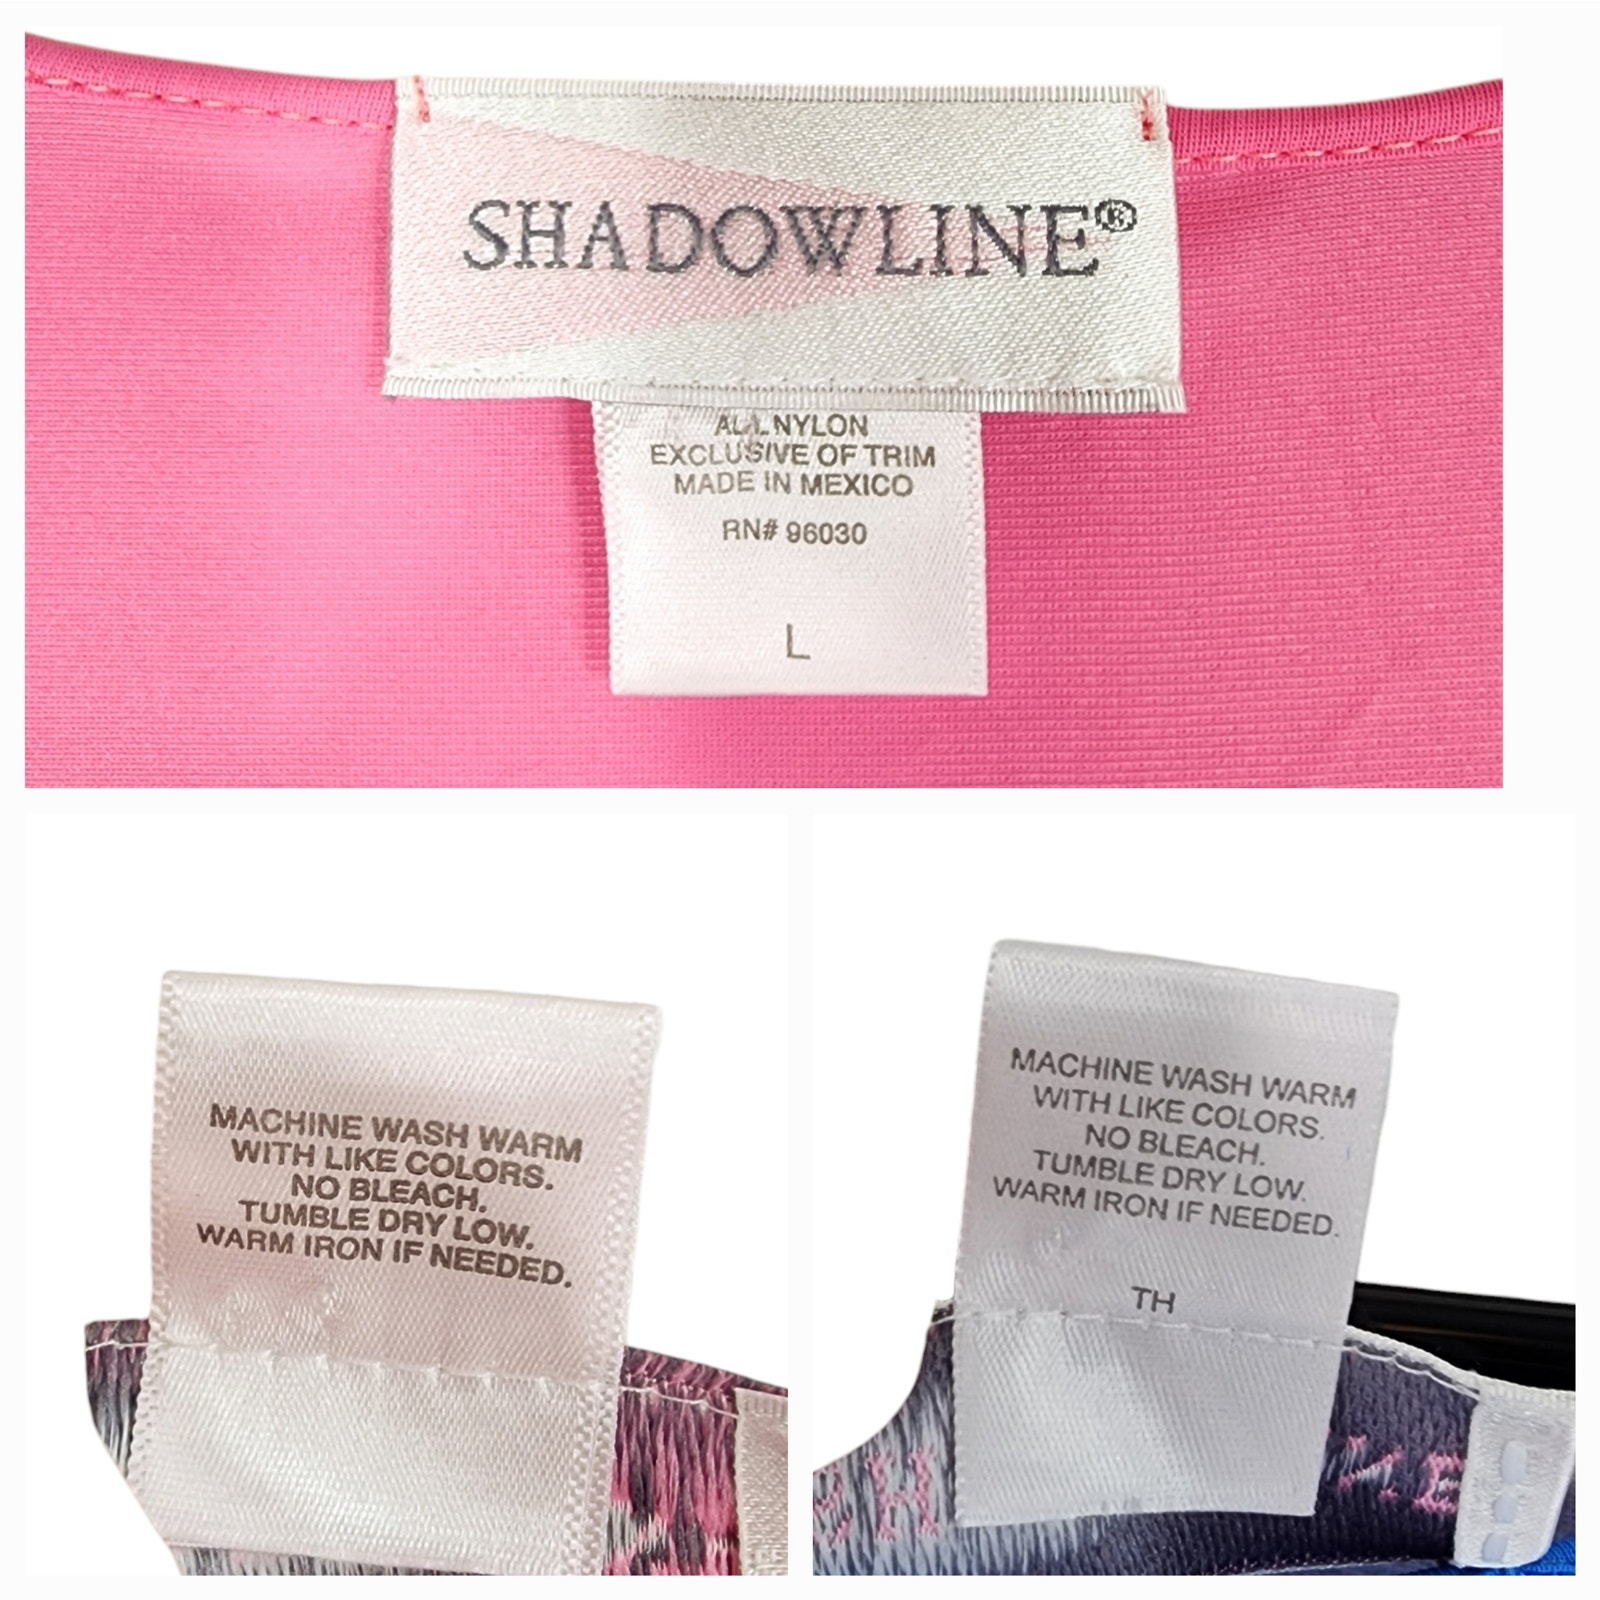 SHADOWLINE®
ALL NYLON
EXCLUSIVE OF TRIM
MADE IN MEXICO
RN# 96030
L
MACHINE WASH WARM
WITH LIKE COLORS.
NO BLEACH.
TUMBLE DRY LOW.
WARM IRON IF NEEDED.
MACHINE WASH WARM
WITH LIKE COLORS.
NO BLEACH.
TUMBLE DRY LOW.
WARM IRON IF NEEDED.
TH